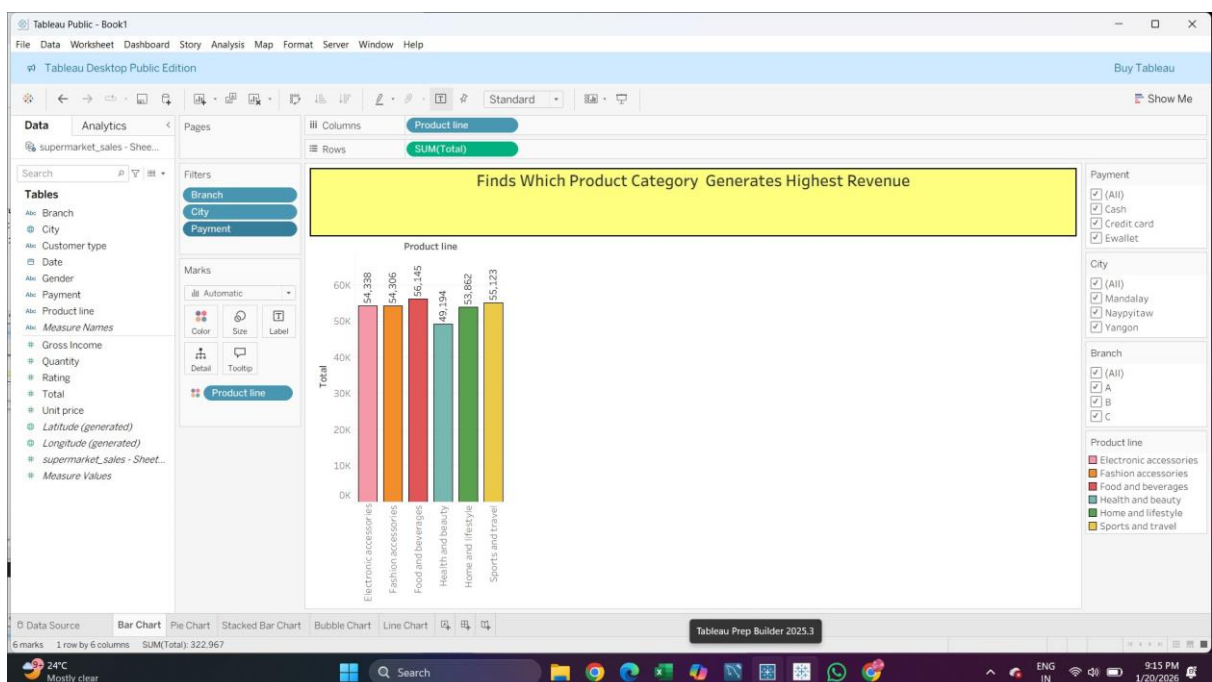 Tableau Public - Book1
File Data Worksheet Dashboard Story Analysis Map Format Server Window Help
Tableau Desktop Public Edition
Buy Tableau
Standard
Show Me
Data Analytics
supermarket_sales - Shee...
Search
Tables
Abc Branch
City
Abc Customer type
Date
Abc Gender
Abc Payment
Abc Product line
Abc Measure Names
# Gross Income
# Quantity
# Rating
# Total
# Unit price
Latitude (generated)
Longitude (generated)
# supermarket_sales - Sheet...
# Measure Values
Pages
Filters
Branch
City
Payment
Marks
Automatic
Color Size Label
Detail Tooltip
Product line
Columns Product line
Rows SUM(Total)
Finds Which Product Category  Generates Highest Revenue
Product line
54,338
54,306
56,145
49,194
53,862
55,123
60K
50K
40K
30K
20K
10K
0K
Total
Electronic accessories
Fashion accessories
Food and beverages
Health and beauty
Home and lifestyle
Sports and travel
Payment
(All)
Cash
Credit card
Ewallet
City
(All)
Mandalay
Naypyitaw
Yangon
Branch
(All)
A
B
C
Product line
Electronic accessories
Fashion accessories
Food and beverages
Health and beauty
Home and lifestyle
Sports and travel
Data Source Bar Chart Pie Chart Stacked Bar Chart Bubble Chart Line Chart
Tableau Prep Builder 2025.3
6 marks 1 row by 6 columns SUM(Total): 322,967
24°C
Mostly clear
Search
ENG
IN
9:15 PM
1/20/2026